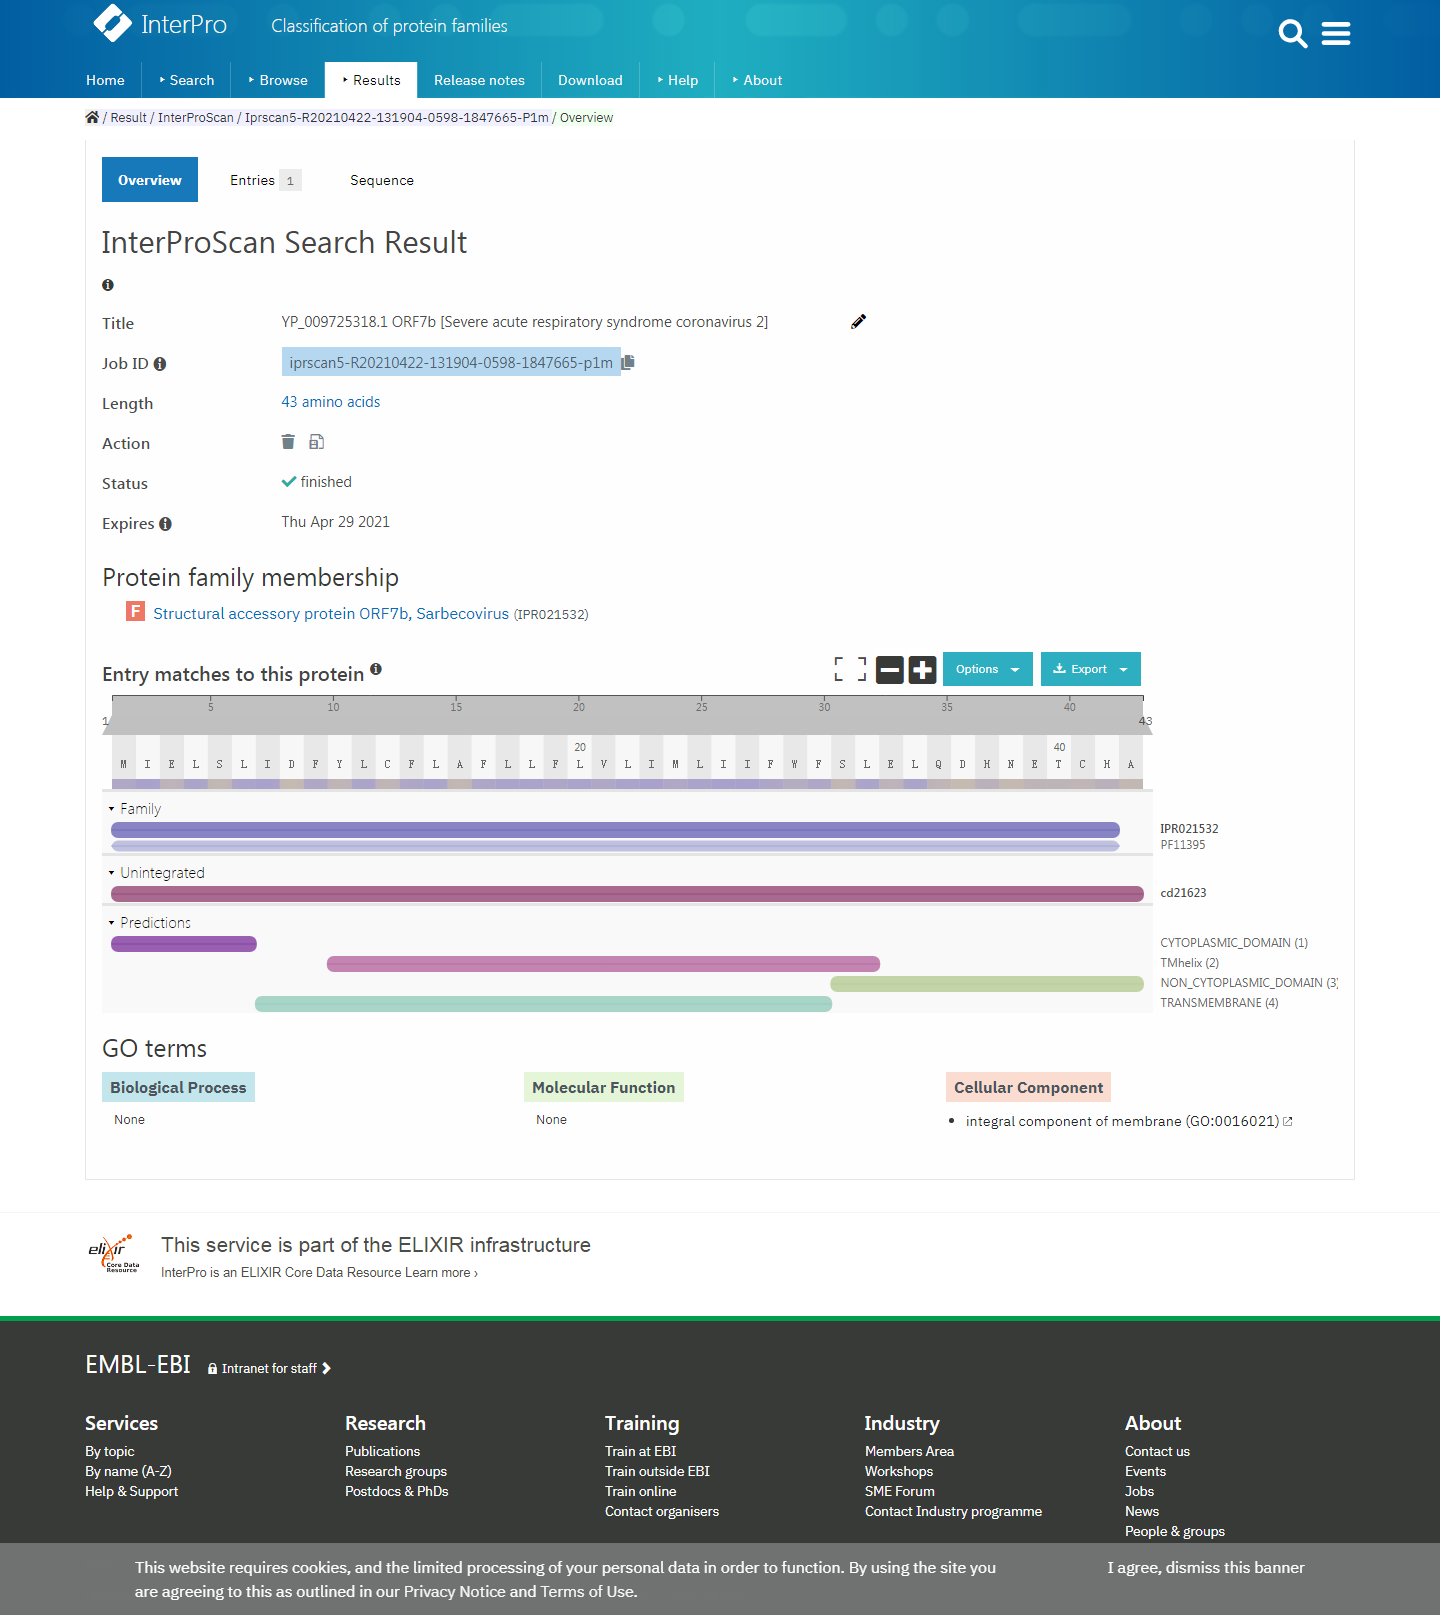 InterPro
Classification of protein families
Home
Search
Browse
Results
Release notes
Download
Help
About
/ Result / InterProScan / Iprscan5-R20210422-131904-0598-1847665-P1m / Overview
Overview
Entries 1
Sequence
InterProScan Search Result
Title YP_009725318.1 ORF7b [Severe acute respiratory syndrome coronavirus 2]
Job ID iprscan5-R20210422-131904-0598-1847665-p1m
Length 43 amino acids
Action
Status finished
Expires Thu Apr 29 2021
Protein family membership
F Structural accessory protein ORF7b, Sarbecovirus (IPR021532)
Entry matches to this protein
Options
Export
5 10 15 20 25 30 35 40
1 43
20 40
M I E L S L I D F Y L C F L A F L L F L V L I M L I I F W F S L E L Q D H N E T C H A
Family
IPR021532
PF11395
Unintegrated
cd21623
Predictions
CYTOPLASMIC_DOMAIN (1)
TMhelix (2)
NON_CYTOPLASMIC_DOMAIN (3)
TRANSMEMBRANE (4)
GO terms
Biological Process
None
Molecular Function
None
Cellular Component
integral component of membrane (GO:0016021)
elixir
Core Data
Resource
This service is part of the ELIXIR infrastructure
InterPro is an ELIXIR Core Data Resource Learn more ›
EMBL-EBI Intranet for staff
Services
By topic
By name (A-Z)
Help & Support
Research
Publications
Research groups
Postdocs & PhDs
Training
Train at EBI
Train outside EBI
Train online
Contact organisers
Industry
Members Area
Workshops
SME Forum
Contact Industry programme
About
Contact us
Events
Jobs
News
People & groups
This website requires cookies, and the limited processing of your personal data in order to function. By using the site you
are agreeing to this as outlined in our Privacy Notice and Terms of Use.
I agree, dismiss this banner